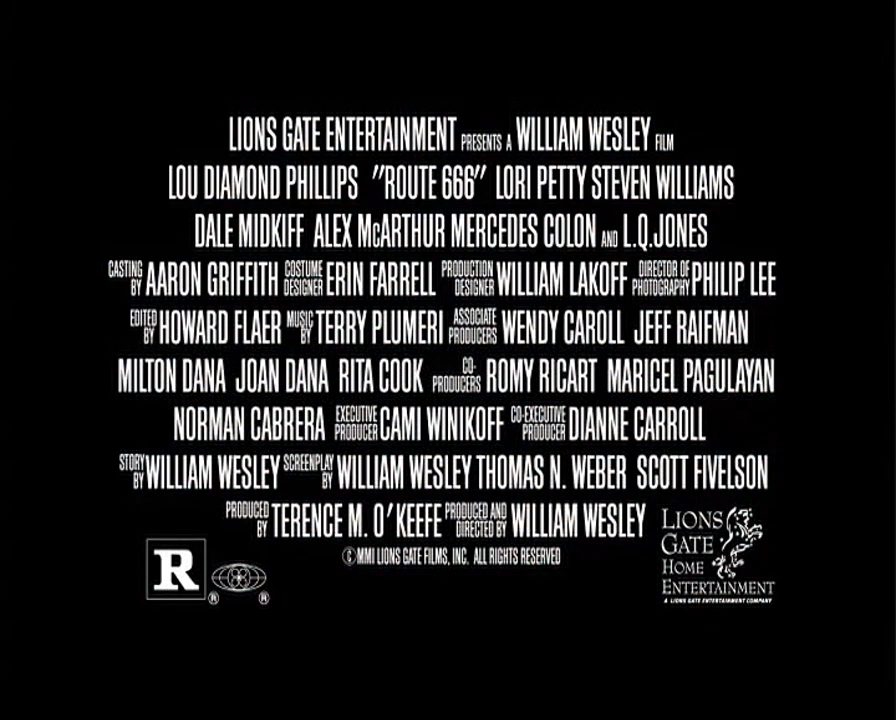 LIONS GATE ENTERTAINMENT PRESENTS A WILLIAM WESLEY FILM
LOU DIAMOND PHILLIPS "ROUTE 666" LORI PETTY STEVEN WILLIAMS
DALE MIDKIFF ALEX McARTHUR MERCEDES COLON AND L.Q.JONES
CASTING BY AARON GRIFFITH COSTUME DESIGNER ERIN FARRELL PRODUCTION DESIGNER WILLIAM LAKOFF DIRECTOR OF PHOTOGRAPHY PHILIP LEE
EDITED BY HOWARD FLAER MUSIC BY TERRY PLUMERI ASSOCIATE PRODUCERS WENDY CAROLL JEFF RAIFMAN
MILTON DANA JOAN DANA RITA COOK CO-PRODUCERS ROMY RICART MARICEL PAGULAYAN
NORMAN CABRERA EXECUTIVE PRODUCER CAMI WINIKOFF CO-EXECUTIVE PRODUCER DIANNE CARROLL
STORY BY WILLIAM WESLEY SCREENPLAY BY WILLIAM WESLEY THOMAS N. WEBER SCOTT FIVELSON
PRODUCED BY TERENCE M. O'KEEFE PRODUCED AND DIRECTED BY WILLIAM WESLEY
©MMI LIONS GATE FILMS, INC. ALL RIGHTS RESERVED
R
® ®
LIONS
GATE
HOME
ENTERTAINMENT
A LIONS GATE ENTERTAINMENT COMPANY